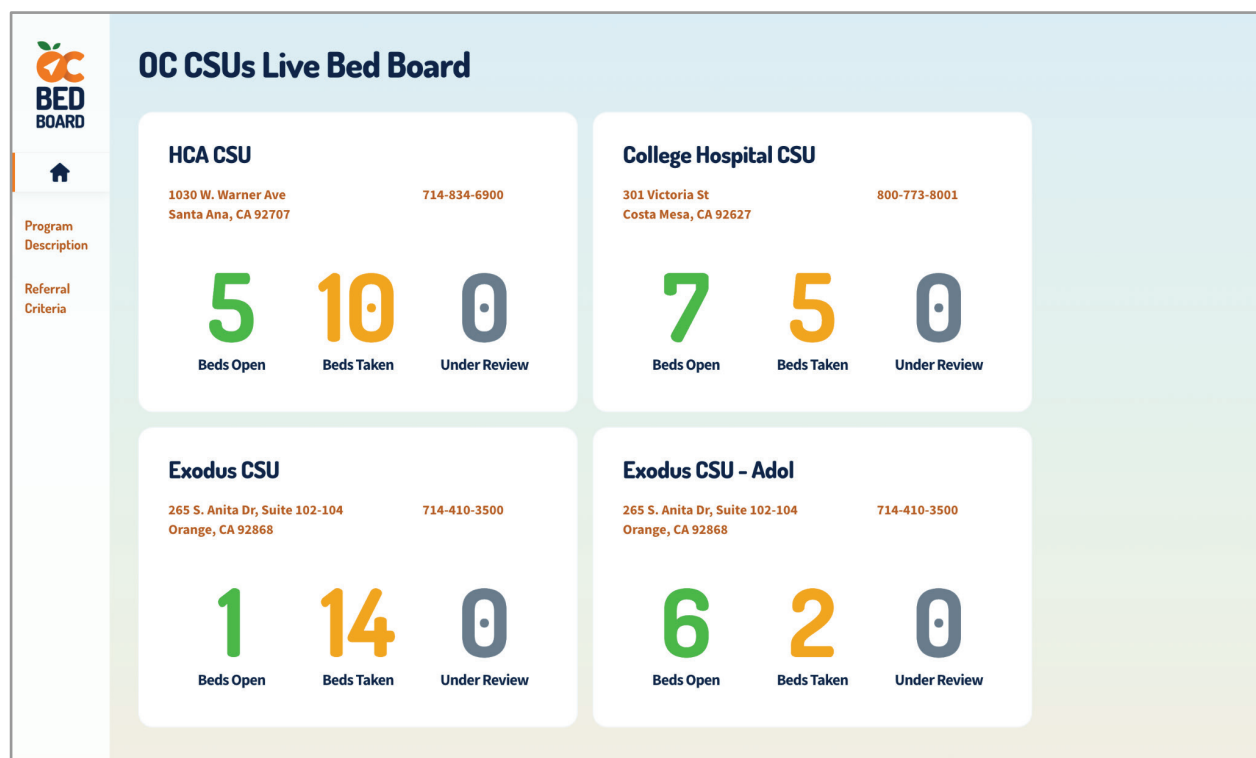 OC
BED
BOARD
Program
Description
Referral
Criteria
OC CSUs Live Bed Board
HCA CSU
1030 W. Warner Ave
Santa Ana, CA 92707
714-834-6900
5 10 0
Beds Open Beds Taken Under Review
College Hospital CSU
301 Victoria St
Costa Mesa, CA 92627
800-773-8001
7 5 0
Beds Open Beds Taken Under Review
Exodus CSU
265 S. Anita Dr, Suite 102-104
Orange, CA 92868
714-410-3500
1 14 0
Beds Open Beds Taken Under Review
Exodus CSU - Adol
265 S. Anita Dr, Suite 102-104
Orange, CA 92868
714-410-3500
6 2 0
Beds Open Beds Taken Under Review